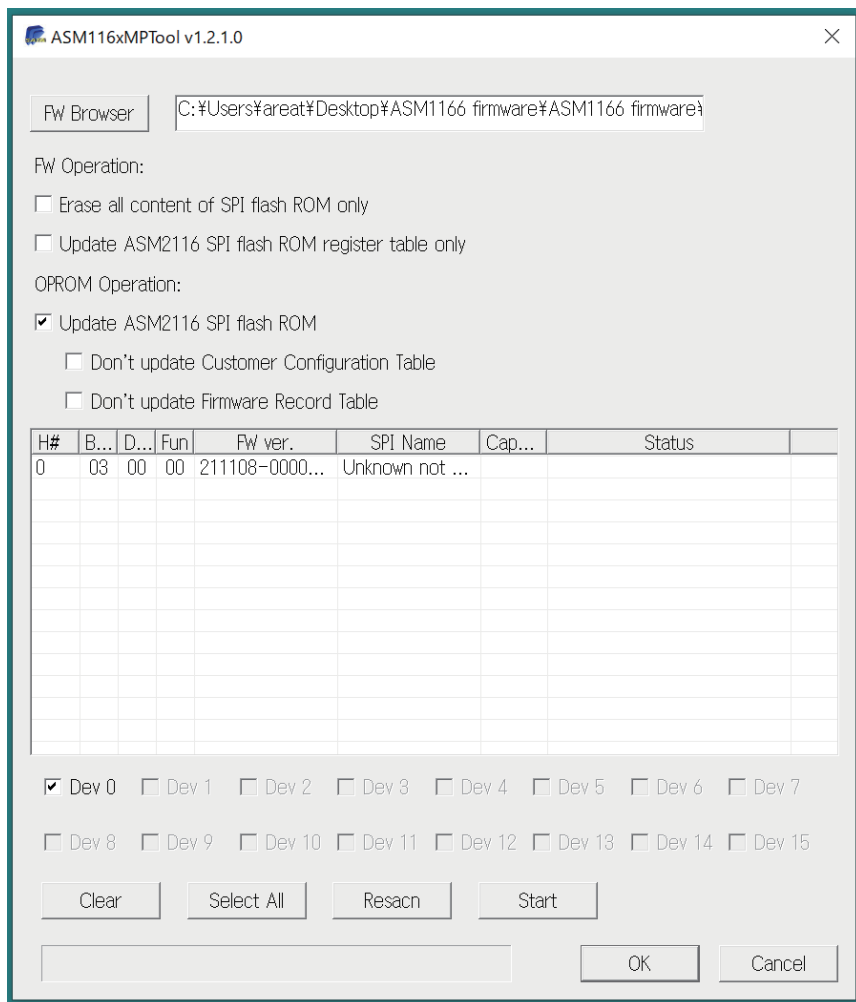 ASM116xMPTool v1.2.1.0
FW Browser C:¥Users¥areat¥Desktop¥ASM1166 firmware¥ASM1166 firmware¥
FW Operation:
Erase all content of SPI flash ROM only
Update ASM2116 SPI flash ROM register table only
OPROM Operation:
Update ASM2116 SPI flash ROM
Don't update Customer Configuration Table
Don't update Firmware Record Table
H# B... D... Fun FW ver. SPI Name Cap... Status
0 03 00 00 211108-0000... Unknown not ...
Dev 0 Dev 1 Dev 2 Dev 3 Dev 4 Dev 5 Dev 6 Dev 7
Dev 8 Dev 9 Dev 10 Dev 11 Dev 12 Dev 13 Dev 14 Dev 15
Clear Select All Resacn Start
OK Cancel